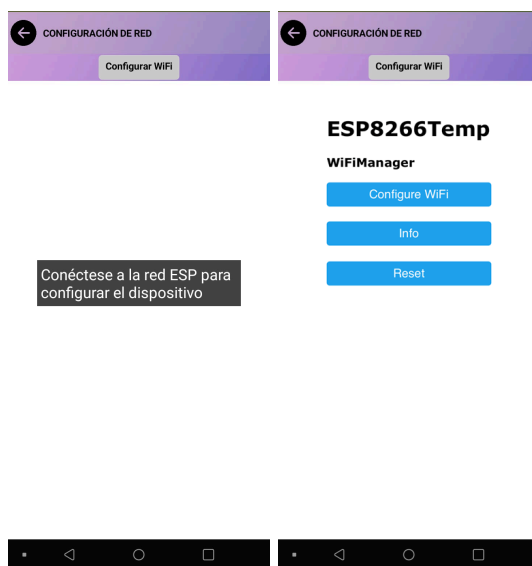 CONFIGURACIÓN DE RED
Configurar WiFi
Conéctese a la red ESP para
configurar el dispositivo
CONFIGURACIÓN DE RED
Configurar WiFi
ESP8266Temp
WiFiManager
Configure WiFi
Info
Reset